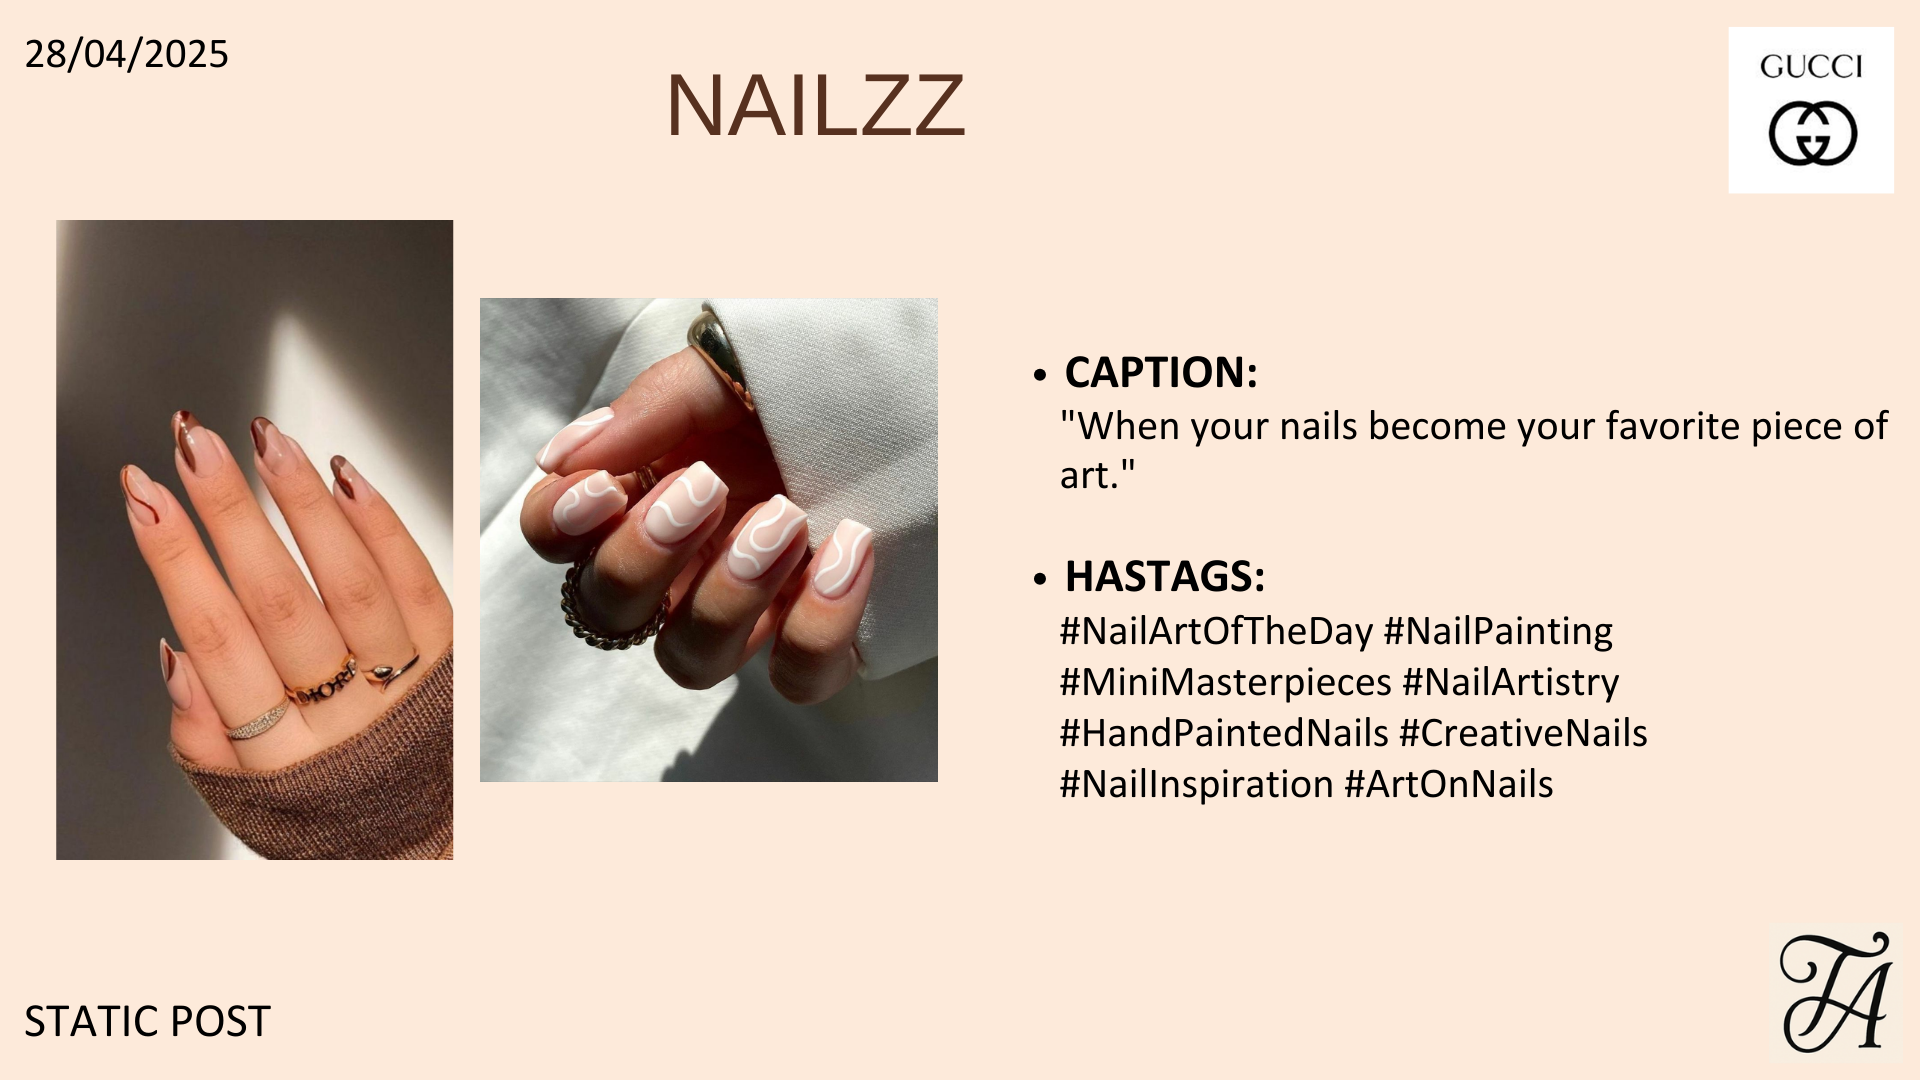 28/04/2025
NAILZZ
GUCCI
• CAPTION:
"When your nails become your favorite piece of
art."
• HASTAGS:
#NailArtOfTheDay #NailPainting
#MiniMasterpieces #NailArtistry
#HandPaintedNails #CreativeNails
#NailInspiration #ArtOnNails
STATIC POST
TA